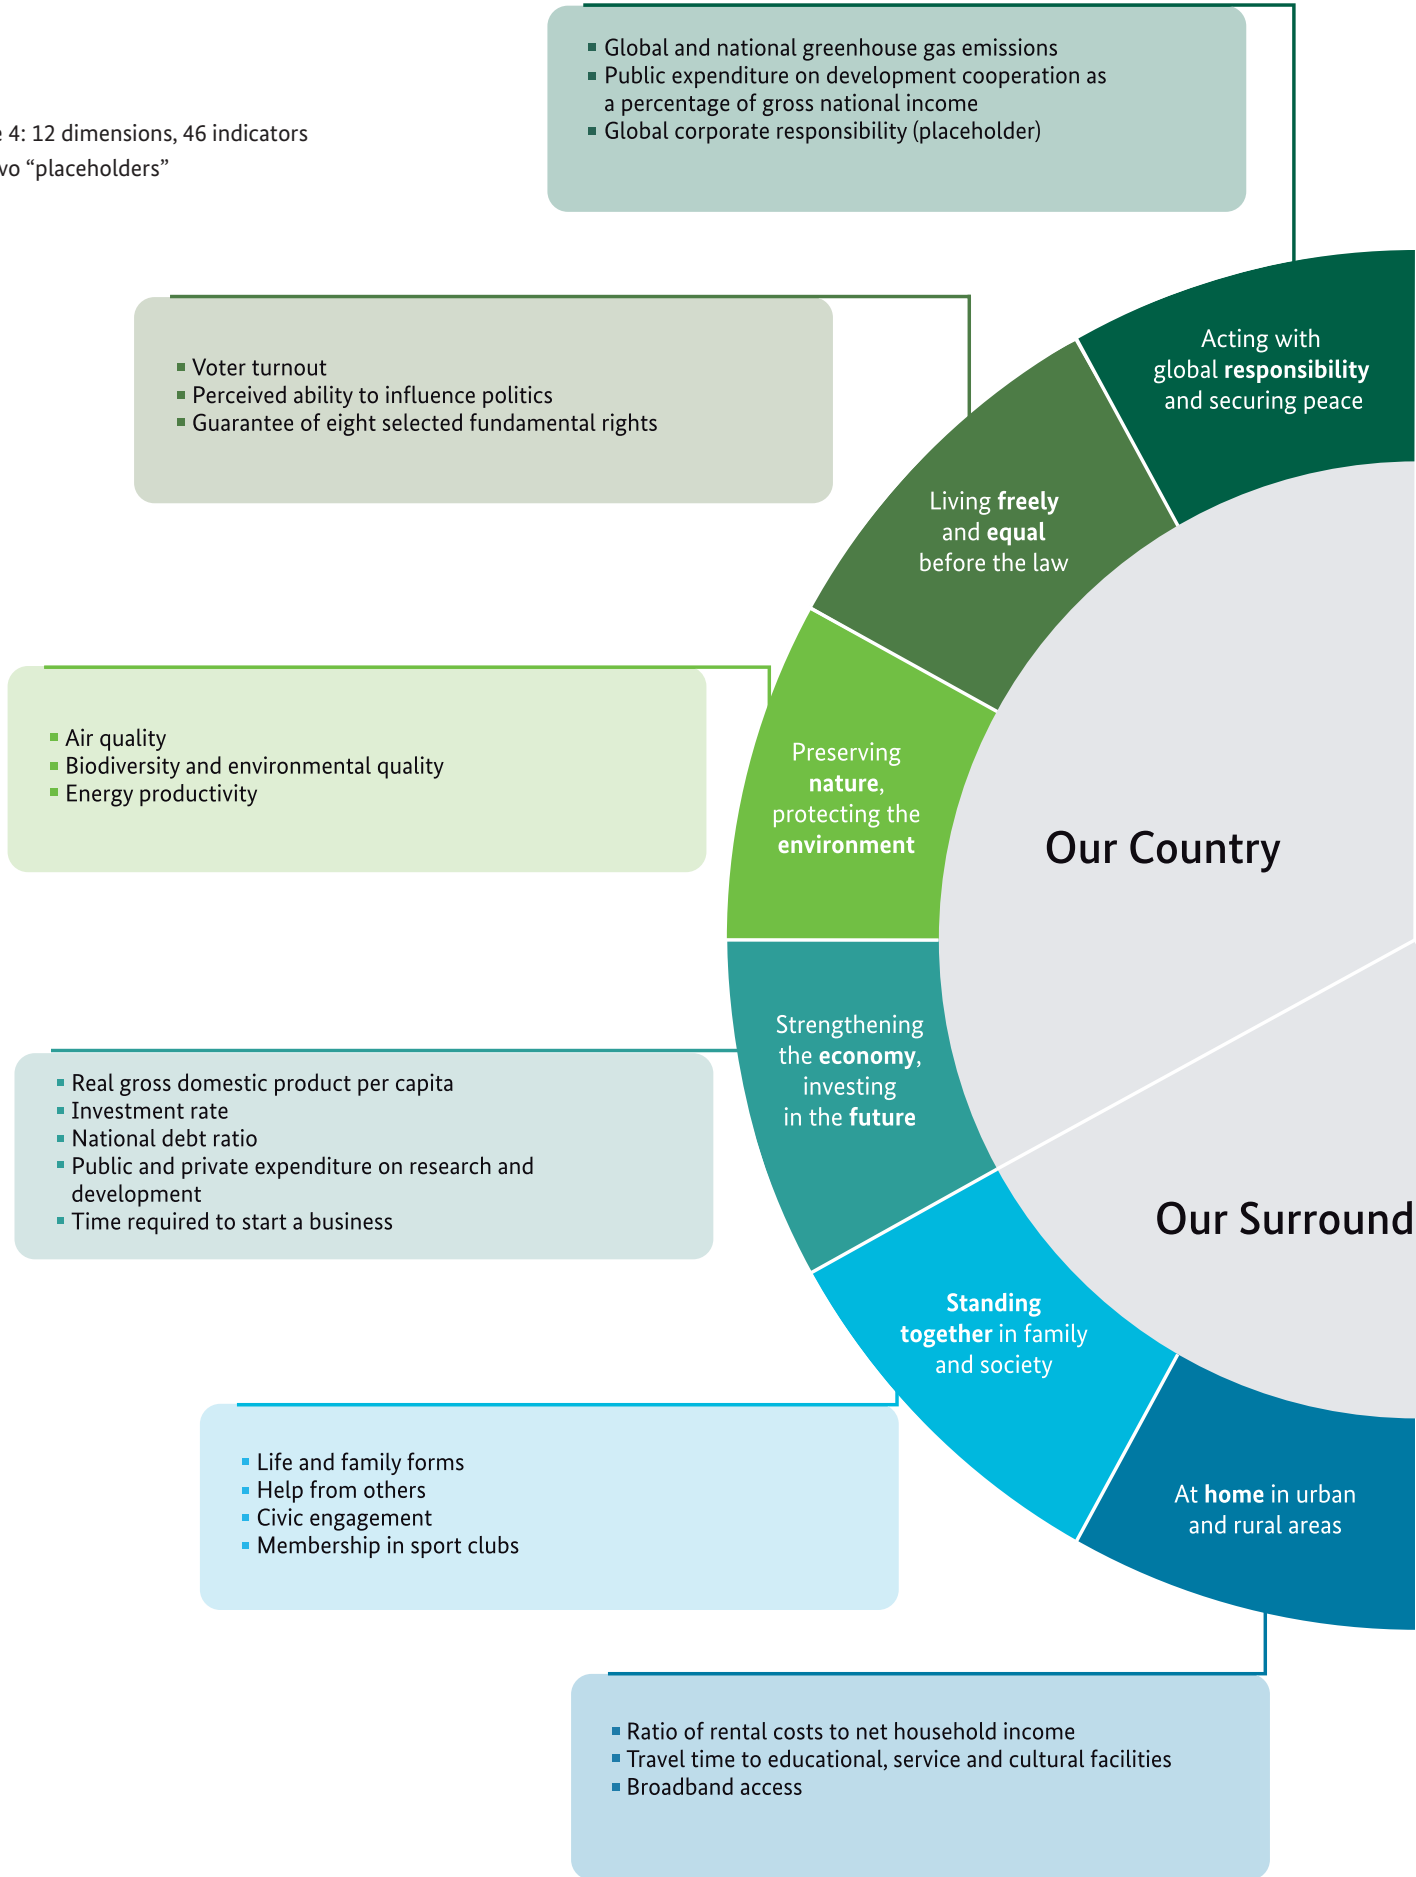 4: 12 dimensions, 46 indicators
“placeholders”
▪ Global and national greenhouse gas emissions
▪ Public expenditure on development cooperation as
a percentage of gross national income
▪ Global corporate responsibility (placeholder)
Acting with
global responsibility
and securing peace
▪ Voter turnout
▪ Perceived ability to influence politics
▪ Guarantee of eight selected fundamental rights
Living freely
and equal
before the law
▪ Air quality
▪ Biodiversity and environmental quality
▪ Energy productivity
Preserving
nature,
protecting the
environment
Our Country
▪ Real gross domestic product per capita
▪ Investment rate
▪ National debt ratio
▪ Public and private expenditure on research and
development
▪ Time required to start a business
Strengthening
the economy,
investing
in the future
Our Surround
Standing
together in family
and society
▪ Life and family forms
▪ Help from others
▪ Civic engagement
▪ Membership in sport clubs
At home in urban
and rural areas
▪ Ratio of rental costs to net household income
▪ Travel time to educational, service and cultural facilities
▪ Broadband access